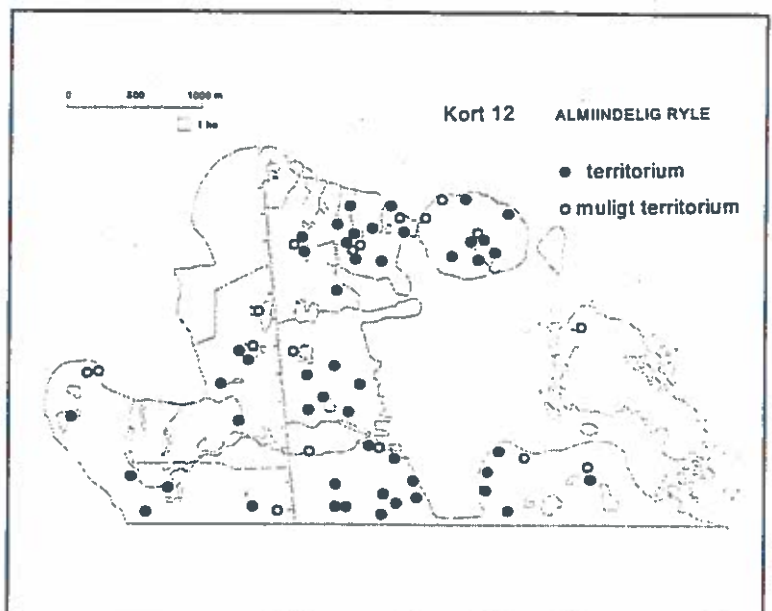 0 500 1000 m
1 ha
Kort 12 ALMIINDELIG RYLE
territorium
muligt territorium